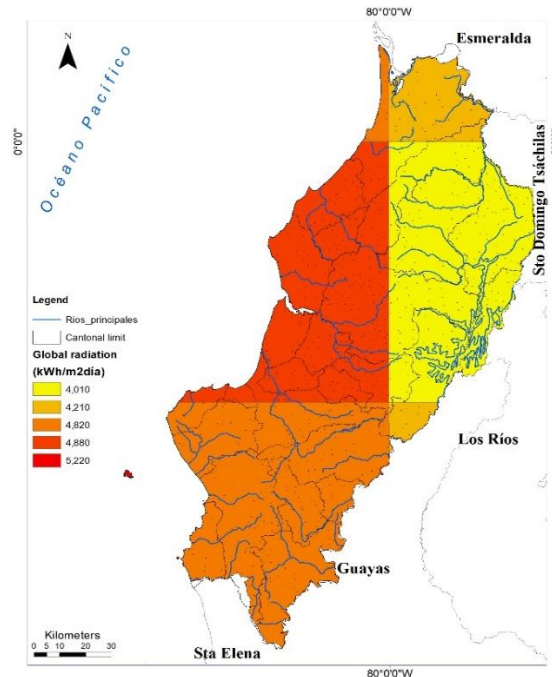 80°0'0"W
Esmeralda
N
Océano Pacífico
0°0'0"
Sto Domingo Tsáchilas
Legend
Rios_principales
Cantonal limit
Global radiation
(kWh/m2día)
4,010
4,210
4,820
4,880
5,220
Los Ríos
Guayas
Kilometers
0 5 10 20 30
Sta Elena
80°0'0"W